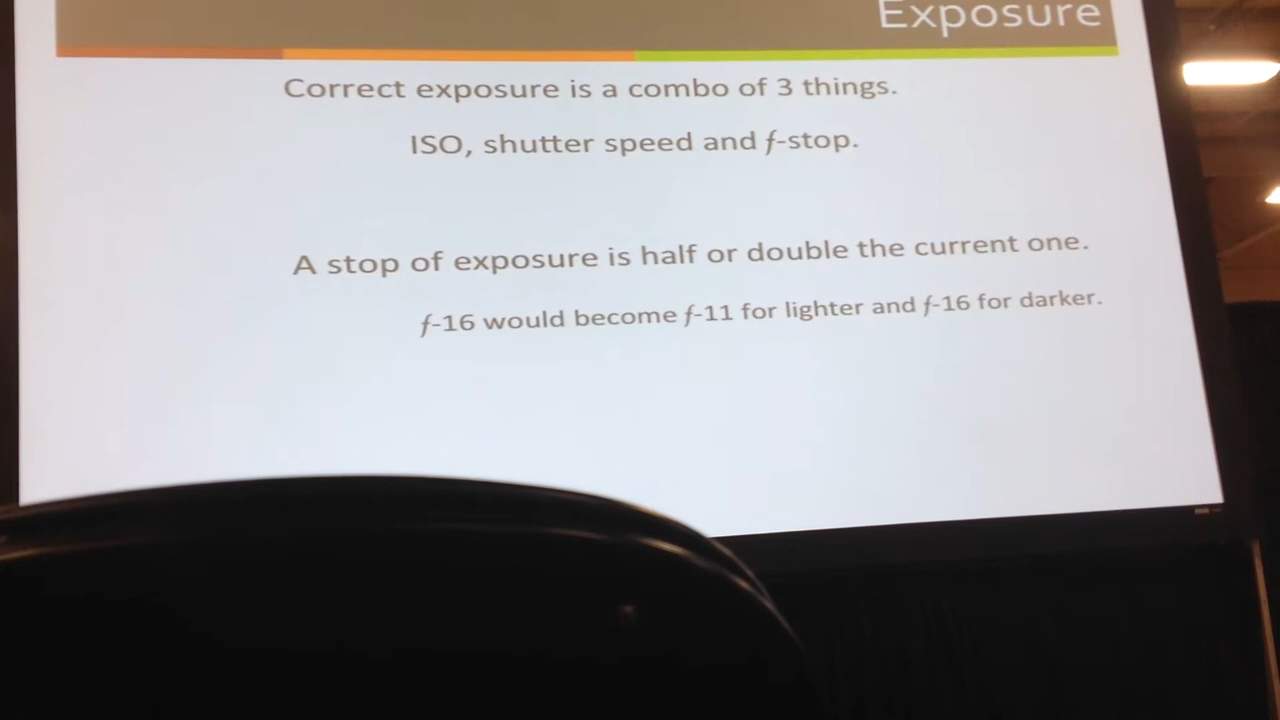 Exposure
Correct exposure is a combo of 3 things.
ISO, shutter speed and f-stop.
A stop of exposure is half or double the current one.
f-16 would become f-11 for lighter and f-16 for darker.